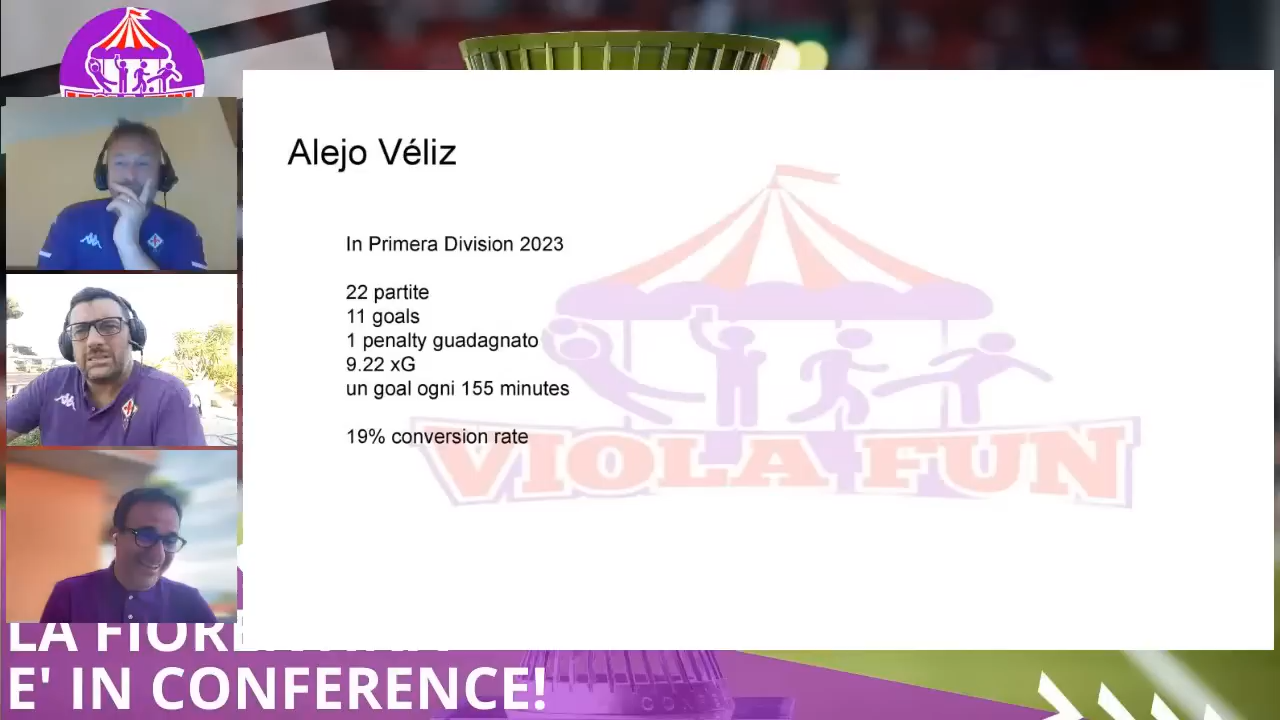 Alejo Véliz
In Primera Division 2023
22 partite
11 goals
1 penalty guadagnato
9.22 xG
un goal ogni 155 minutes
19% conversion rate
VIOLA FUN
E' IN CONFERENCE!